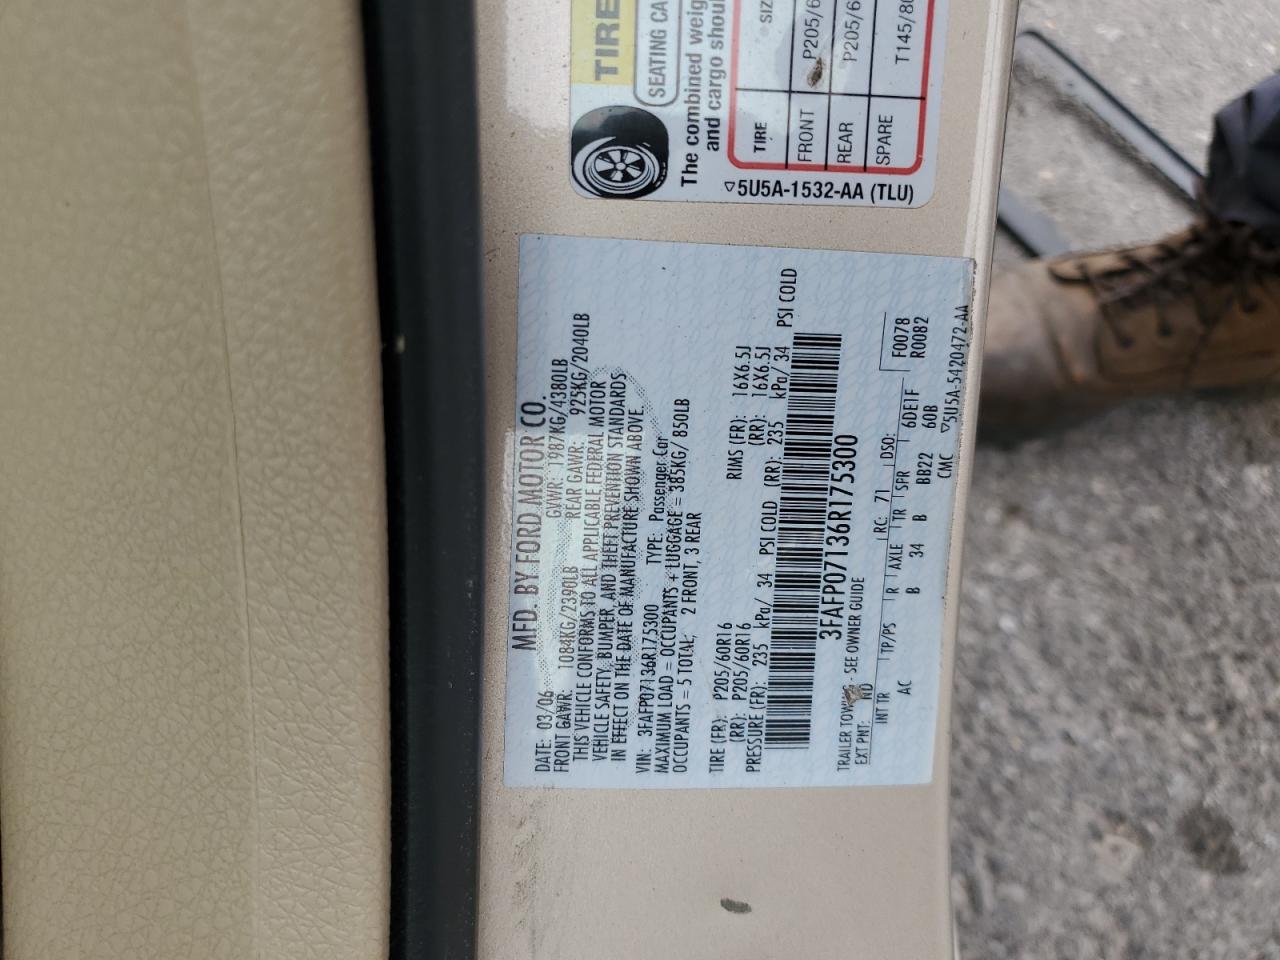 MFD. BY FORD MOTOR CO.
DATE: 03/06 GVWR: 1987KG/4380LB
FRONT GAWR: 1084KG/2390LB REAR GAWR: 925KG/2040LB
THIS VEHICLE CONFORMS TO ALL APPLICABLE FEDERAL MOTOR
VEHICLE SAFETY, BUMPER, AND THEFT PREVENTION STANDARDS
IN EFFECT ON THE DATE OF MANUFACTURE SHOWN ABOVE.
VIN: 3FAFP07136R175300 TYPE: Passenger Car
MAXIMUM LOAD = OCCUPANTS + LUGGAGE = 385KG/ 850LB
OCCUPANTS = 5 TOTAL; 2 FRONT, 3 REAR
TIRE (FR): P205/60R16 RIMS (FR): 16X6.5J
(RR): P205/60R16 (RR): 16X6.5J
PRESSURE (FR): 235 kPa/ 34 PSI COLD (RR): 235 kPa/ 34 PSI COLD
3FAFP07136R175300
TRAILER - SEE OWNER GUIDE
EXT PNT: RC: 71 DSO: F0078
R0082
INT TR TP/PS R AXLE TR SPR 6DE1F
AC B 34 B BB22 60B
CMC ▽5U5A-5420472-AA
TIRE
SEATING CA
The combined weig
and cargo shoul
TIRE SIZ
FRONT P205/6
REAR P205/6
SPARE T145/80
▽5U5A-1532-AA (TLU)